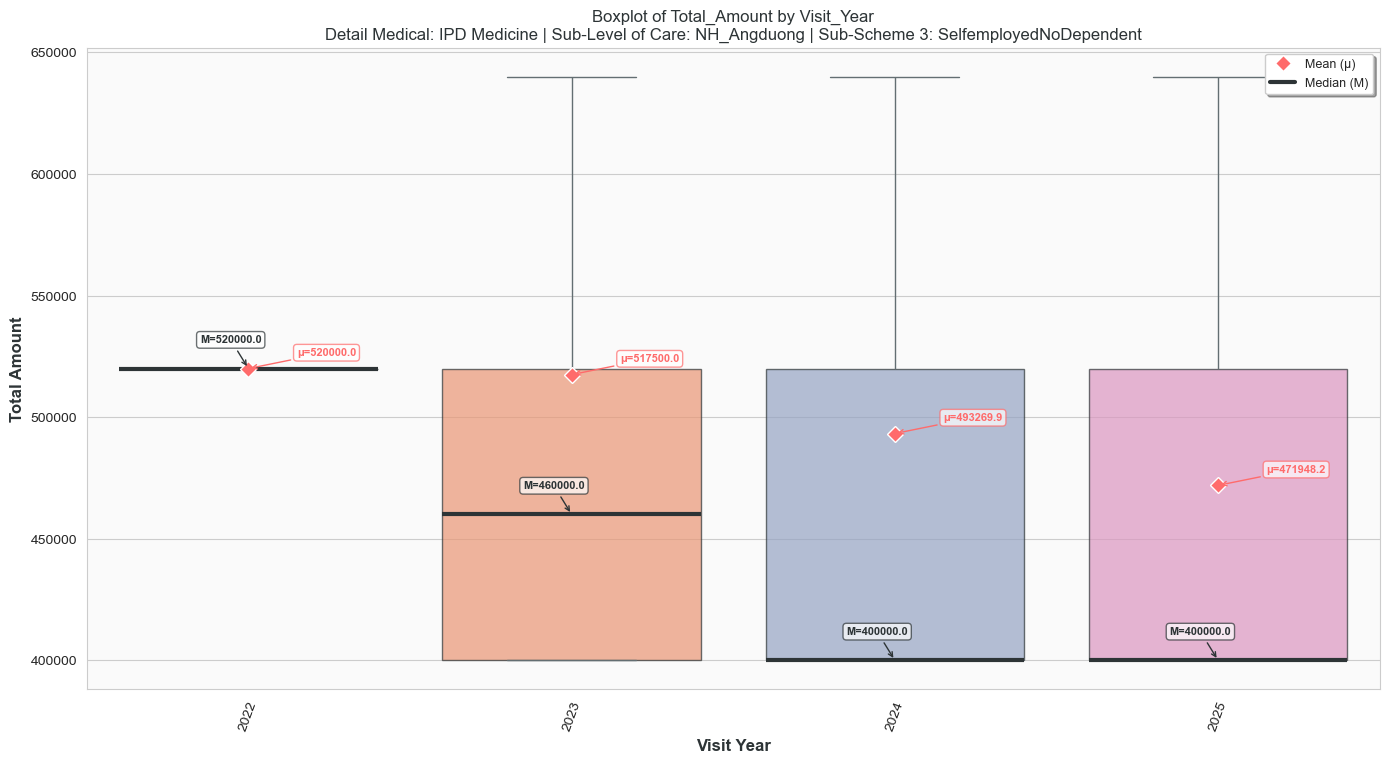 Boxplot of Total_Amount by Visit_Year
Detail Medical: IPD Medicine | Sub-Level of Care: NH_Angduong | Sub-Scheme 3: SelfemployedNoDependent
Mean (μ)
Median (M)
Total Amount
650000
600000
550000
500000
450000
400000
M=520000.0
μ=520000.0
μ=517500.0
M=460000.0
μ=493269.9
M=400000.0
μ=471948.2
M=400000.0
2022
2023
2024
2025
Visit Year